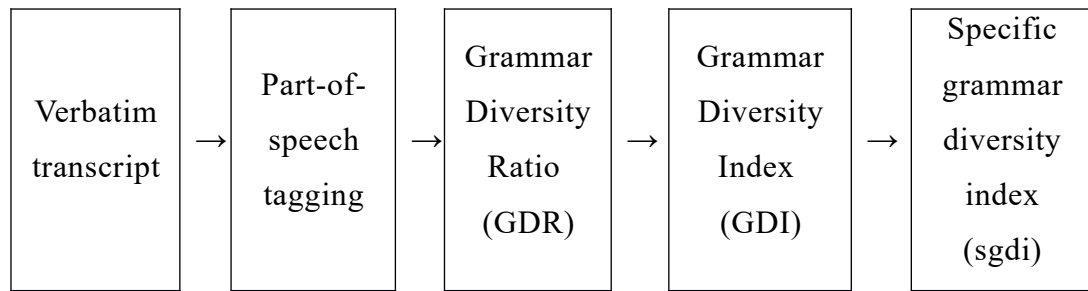 Verbatim
transcript
→
Part-of-
speech
tagging
→
Grammar
Diversity
Ratio
(GDR)
→
Grammar
Diversity
Index
(GDI)
→
Specific
grammar
diversity
index
(sgdi)